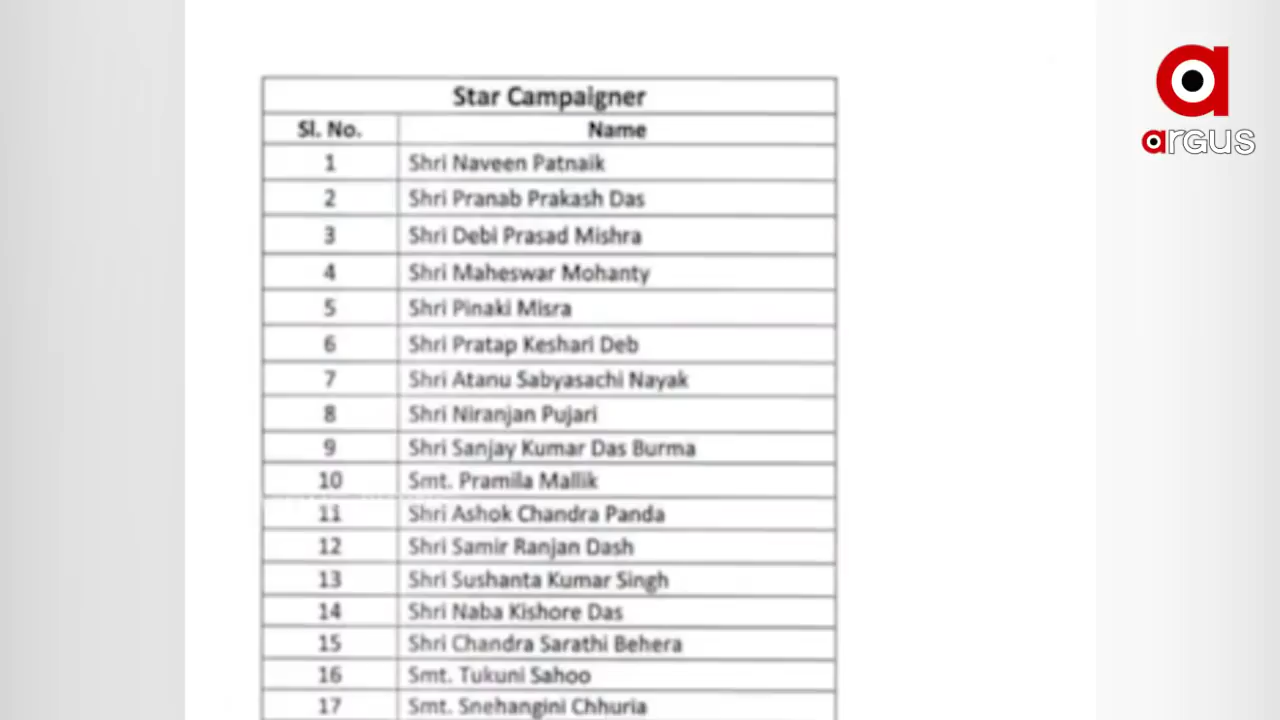 Star Campaigner
Sl. No. Name
1 Shri Naveen Patnaik
2 Shri Pranab Prakash Das
3 Shri Debi Prasad Mishra
4 Shri Maheswar Mohanty
5 Shri Pinaki Misra
6 Shri Pratap Keshari Deb
7 Shri Atanu Sabyasachi Nayak
8 Shri Niranjan Pujari
9 Shri Sanjay Kumar Das Burma
10 Smt. Pramila Mallik
11 Shri Ashok Chandra Panda
12 Shri Samir Ranjan Dash
13 Shri Sushanta Kumar Singh
14 Shri Naba Kishore Das
15 Shri Chandra Sarathi Behera
16 Smt. Tukuni Sahoo
17 Smt. Snehangini Chhuria
a
argus